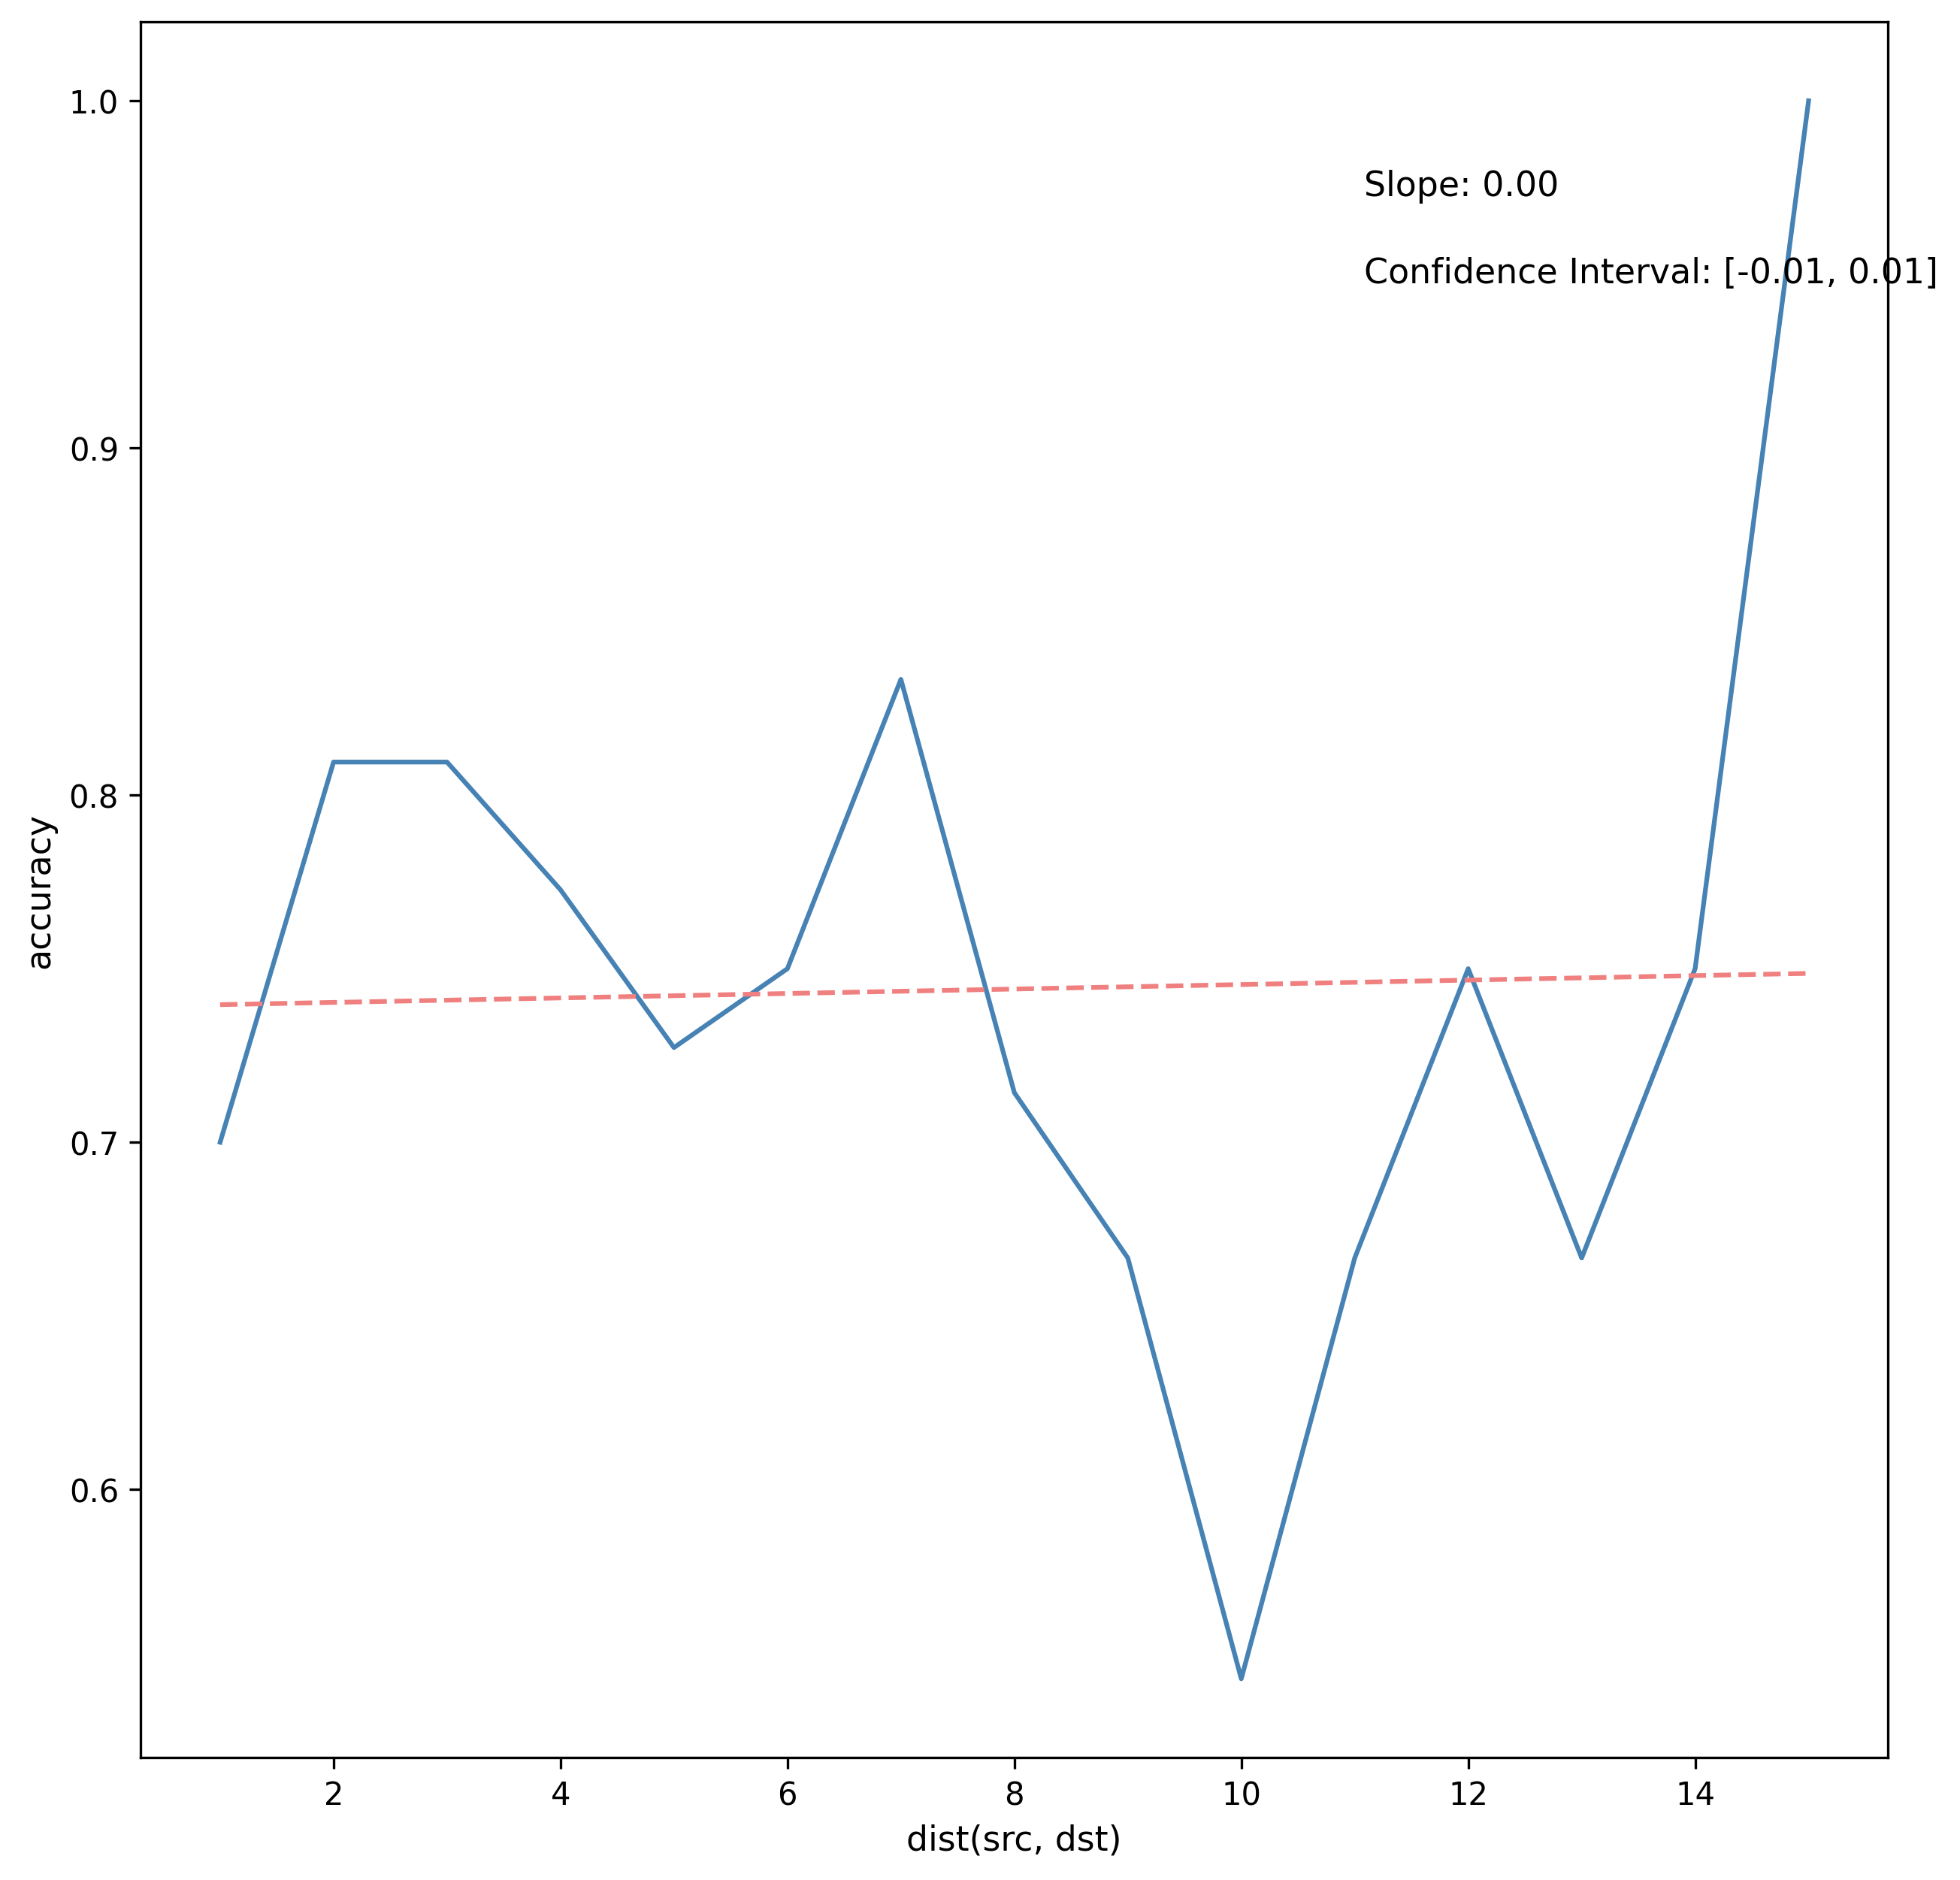 1.0
0.9
0.8
0.7
0.6
accuracy
Slope: 0.00
Confidence Interval: [-0.01, 0.01]
2 4 6 8 10 12 14
dist(src, dst)